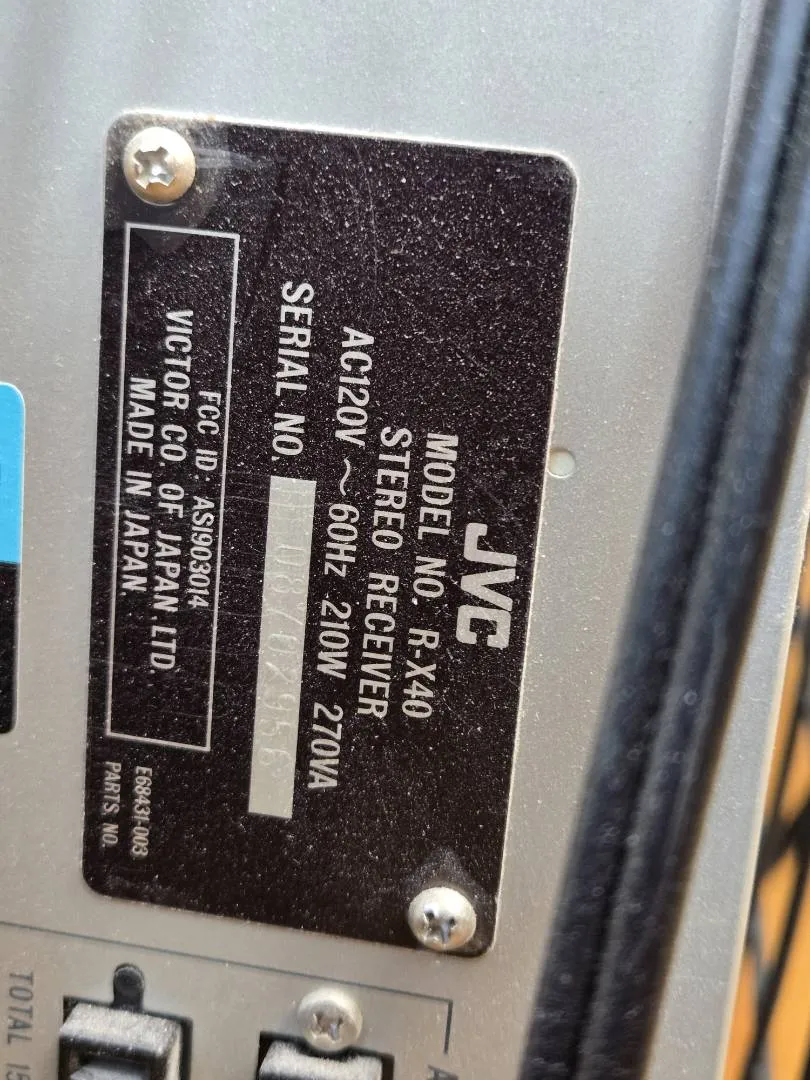 JVC
MODEL NO. R-X40
STEREO RECEIVER
AC120V ~ 60Hz 210W 270VA
SERIAL NO.
FCC ID: ASI903014
VICTOR CO. OF JAPAN, LTD.
MADE IN JAPAN.
E68431-003
PARTS NO.
TOTAL 15